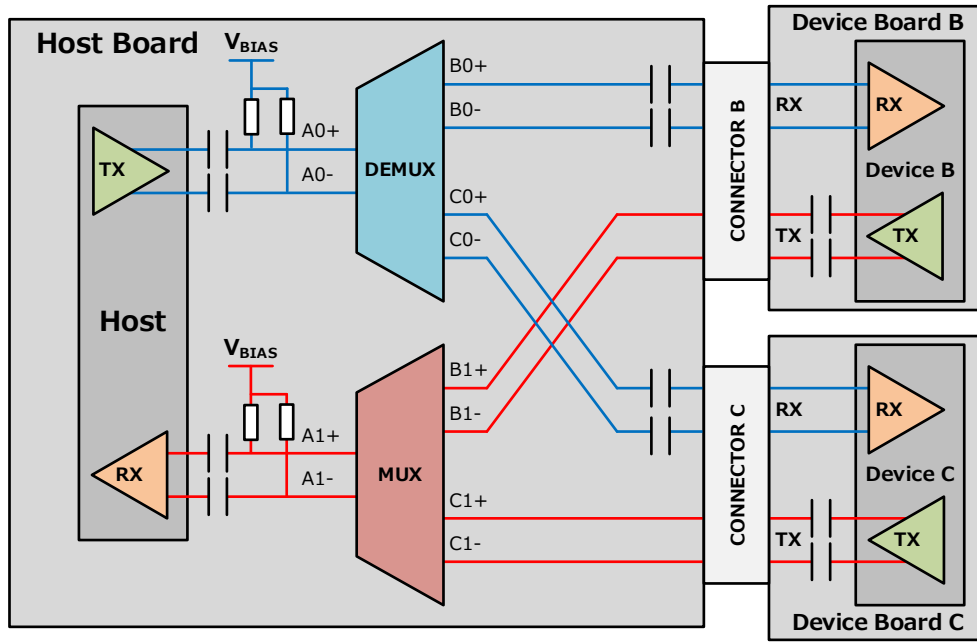 Host Board
VBIAS
A0+
A0-
TX
DEMUX
B0+
B0-
C0+
C0-
Host
VBIAS
A1+
A1-
RX
MUX
B1+
B1-
C1+
C1-
CONNECTOR B
CONNECTOR C
Device Board B
RX
RX
Device B
TX
TX
RX
RX
Device C
TX
TX
Device Board C